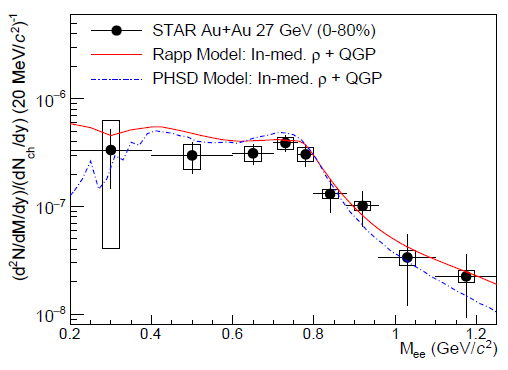 STAR Au+Au 27 GeV (0-80%)
Rapp Model: In-med. ρ + QGP
PHSD Model: In-med. ρ + QGP
(d²N/dM/dy)/(dN_ch/dy) (20 MeV/c²)⁻¹
10⁻⁶
10⁻⁷
10⁻⁸
0.2 0.4 0.6 0.8 1 1.2
M_ee (GeV/c²)